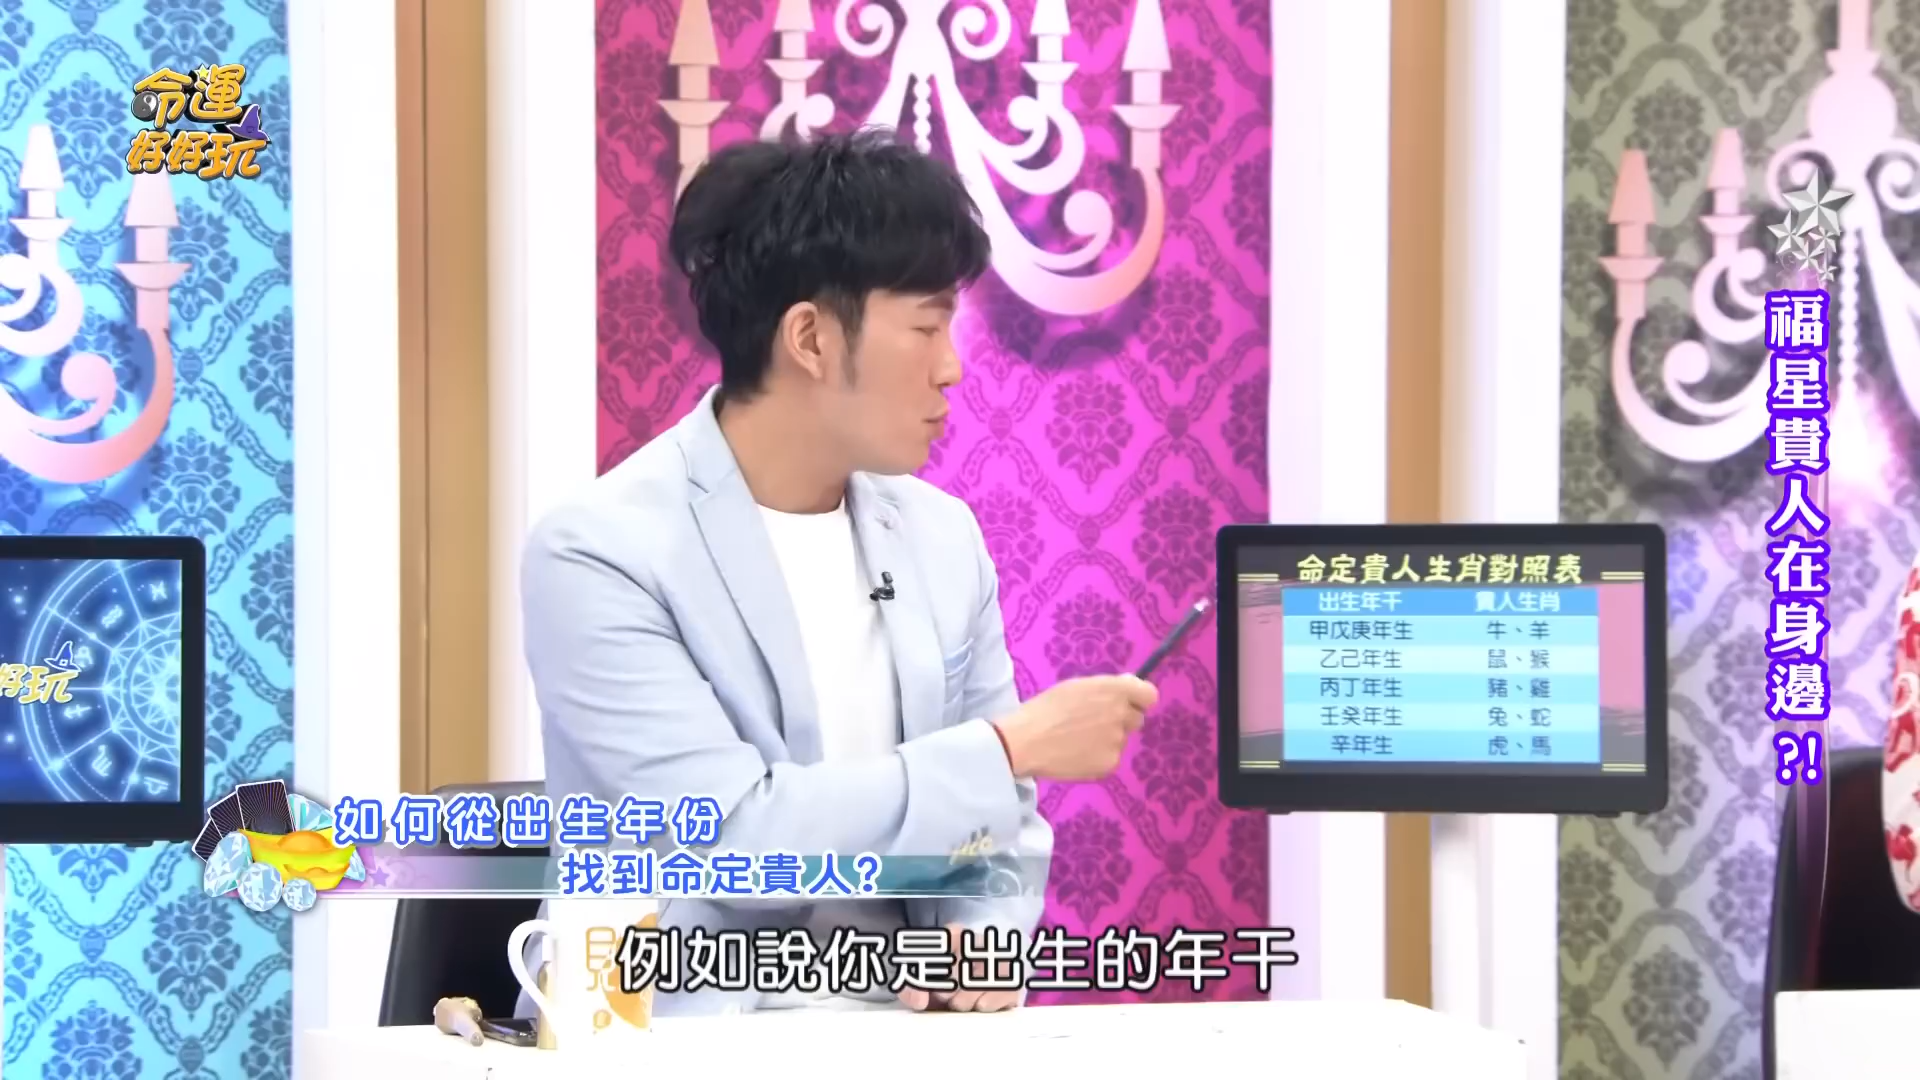 命運
好好玩
福星貴人在身邊?!
命定貴人生肖對照表
出生年干 貴人生肖
甲戊庚年生 牛、羊
乙己年生 鼠、猴
丙丁年生 豬、雞
壬癸年生 兔、蛇
辛年生 虎、馬
好玩
如何從出生年份
找到命定貴人?
例如說你是出生的年干